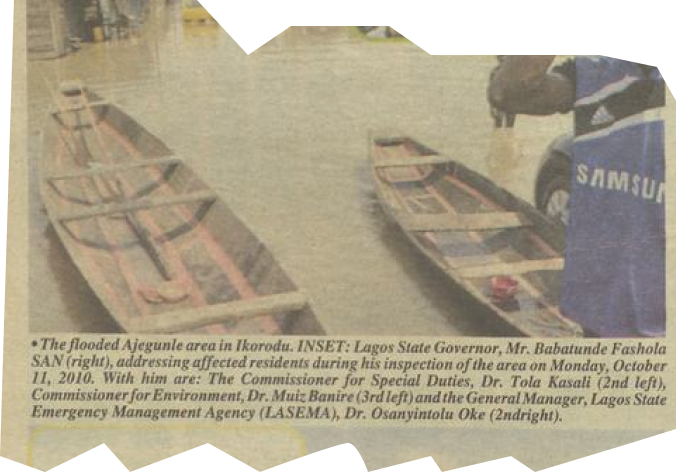 SAMSUN
• The flooded Ajegunle area in Ikorodu. INSET: Lagos State Governor, Mr. Babatunde Fashola
SAN (right), addressing affected residents during his inspection of the area on Monday, October
11, 2010. With him are: The Commissioner for Special Duties, Dr. Tola Kasali (2nd left),
Commissioner for Environment, Dr. Muiz Banire (3rd left) and the General Manager, Lagos State
Emergency Management Agency (LASEMA), Dr. Osanyintolu Oke (2ndright).